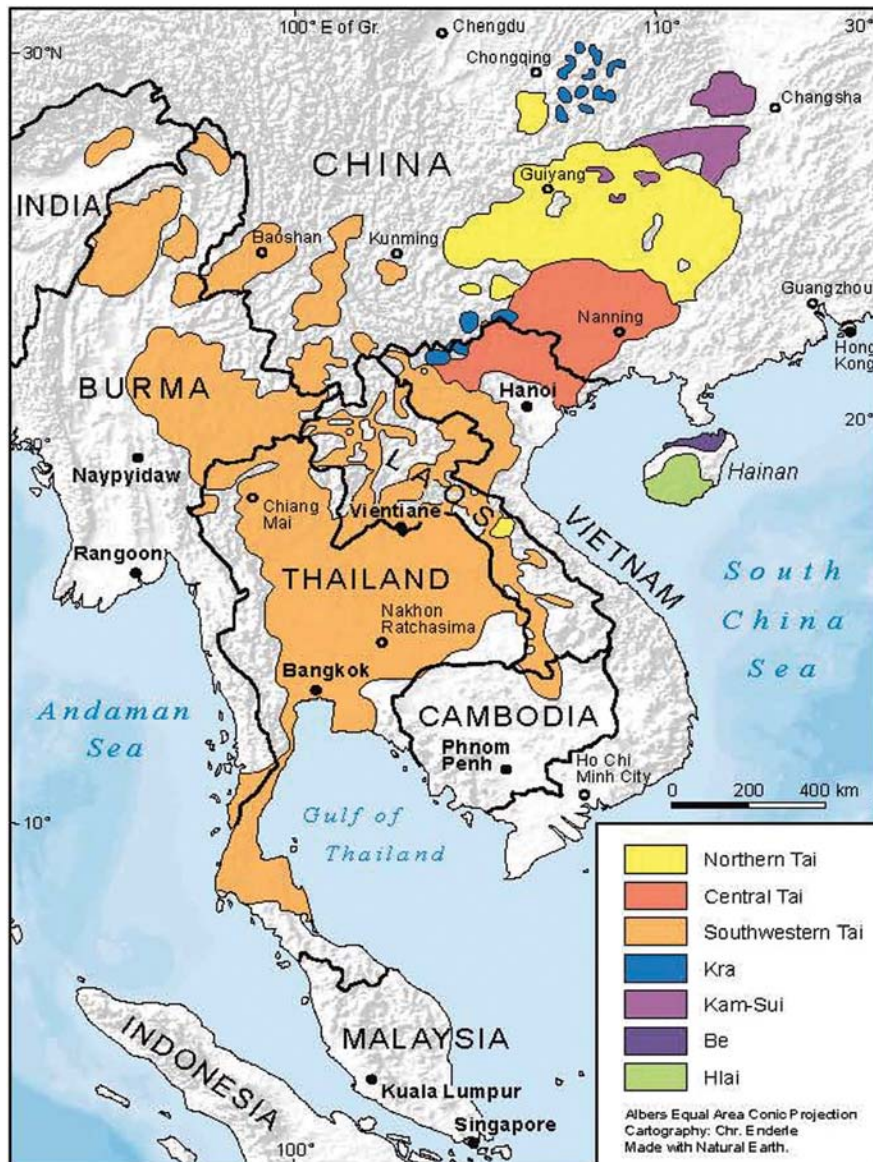 100° E of Gr.
Chengdu
110°
30°
30°N
Chongqing
Changsha
CHINA
Guiyang
INDIA
Baoshan
Kunming
Guangzhou
Nanning
Hong
Kong
BURMA
Hanoi
20°
20°
Hainan
Naypyidaw
LAOS
Chiang
Mai
Vientiane
VIETNAM
Rangoon
THAILAND
South
China
Sea
Nakhon
Ratchasima
Bangkok
Andaman
Sea
CAMBODIA
Phnom
Penh
Ho Chi
Minh City
0 200 400 km
10°
Gulf of
Thailand
Northern Tai
Central Tai
Southwestern Tai
Kra
Kam-Sui
Be
Hlai
INDONESIA
MALAYSIA
Kuala Lumpur
Singapore
100°
Albers Equal Area Conic Projection
Cartography: Chr. Enderle
Made with Natural Earth.